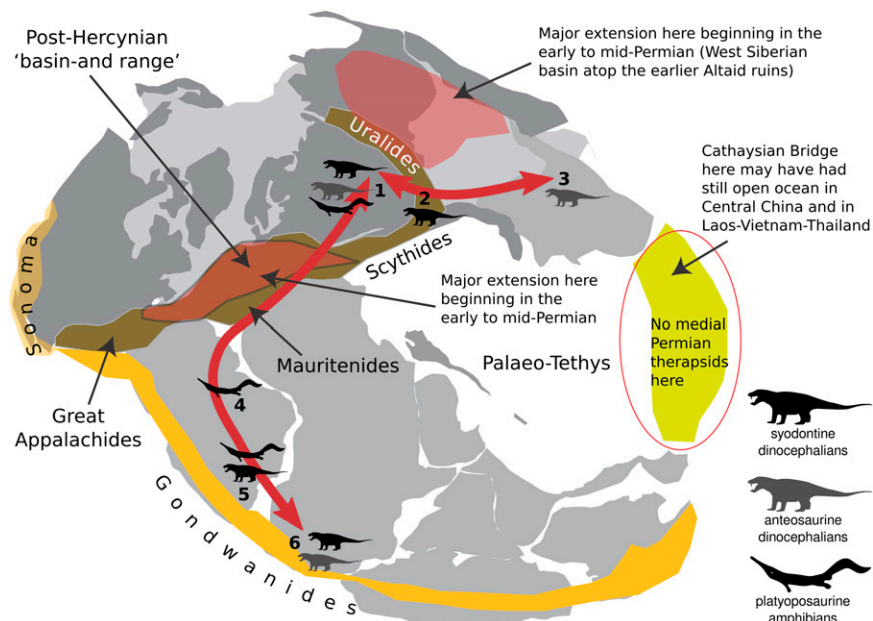 Post-Hercynian
'basin-and range'
Major extension here beginning in the
early to mid-Permian (West Siberian
basin atop the earlier Altaid ruins)
Uralides
Cathaysian Bridge
here may have had
still open ocean in
Central China and in
Laos-Vietnam-Thailand
1
2
3
Sonoma
Scythides
Major extension here
beginning in the
early to mid-Permian
No medial
Permian
therapsids
here
Mauritenides
Palaeo-Tethys
Great
Appalachides
4
5
6
Gondwanides
syodontine
dinocephalians
anteosaurine
dinocephalians
platyoposaurine
amphibians